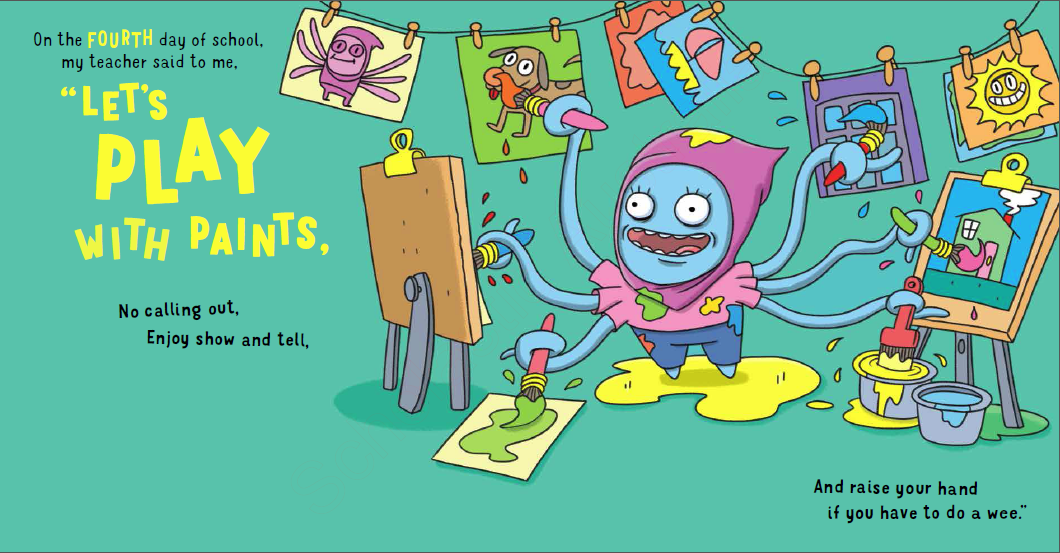 On the FOURTH day of school,
my teacher said to me,
“LET'S
PLAY
WITH PAINTS,
No calling out,
Enjoy show and tell,
And raise your hand
if you have to do a wee.”